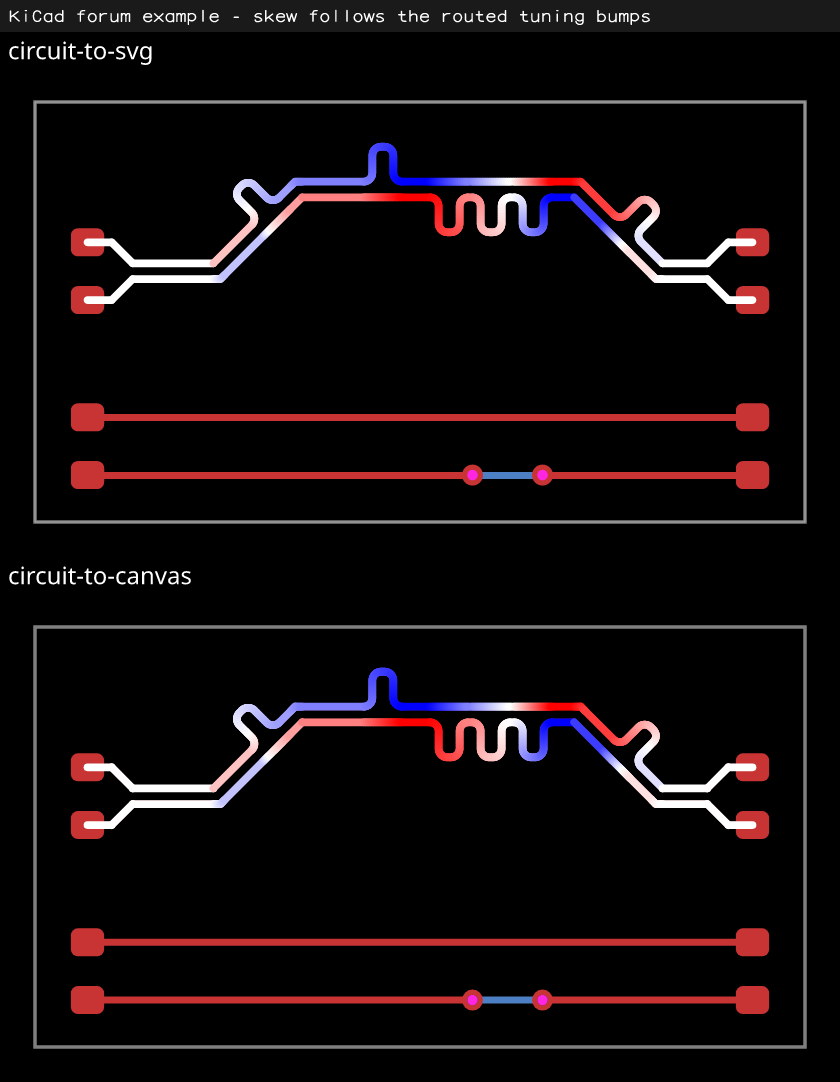 KiCad forum example - skew follows the routed tuning bumps
circuit-to-svg
circuit-to-canvas